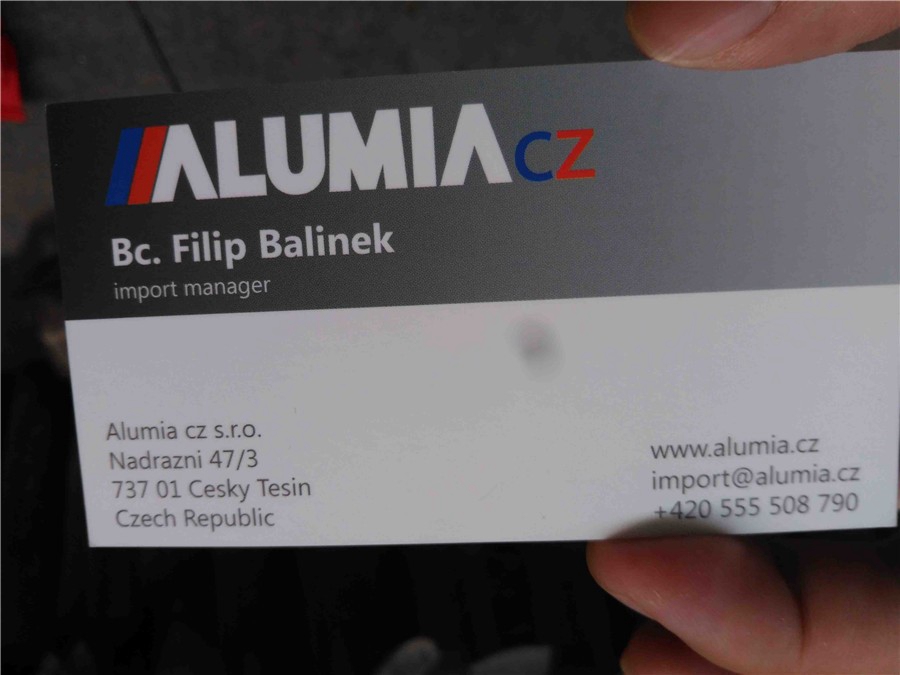 ALUMIA CZ
Bc. Filip Balinek
import manager
Alumia cz s.r.o.
Nadrazni 47/3
737 01 Cesky Tesin
Czech Republic
www.alumia.cz
import@alumia.cz
+420 555 508 790